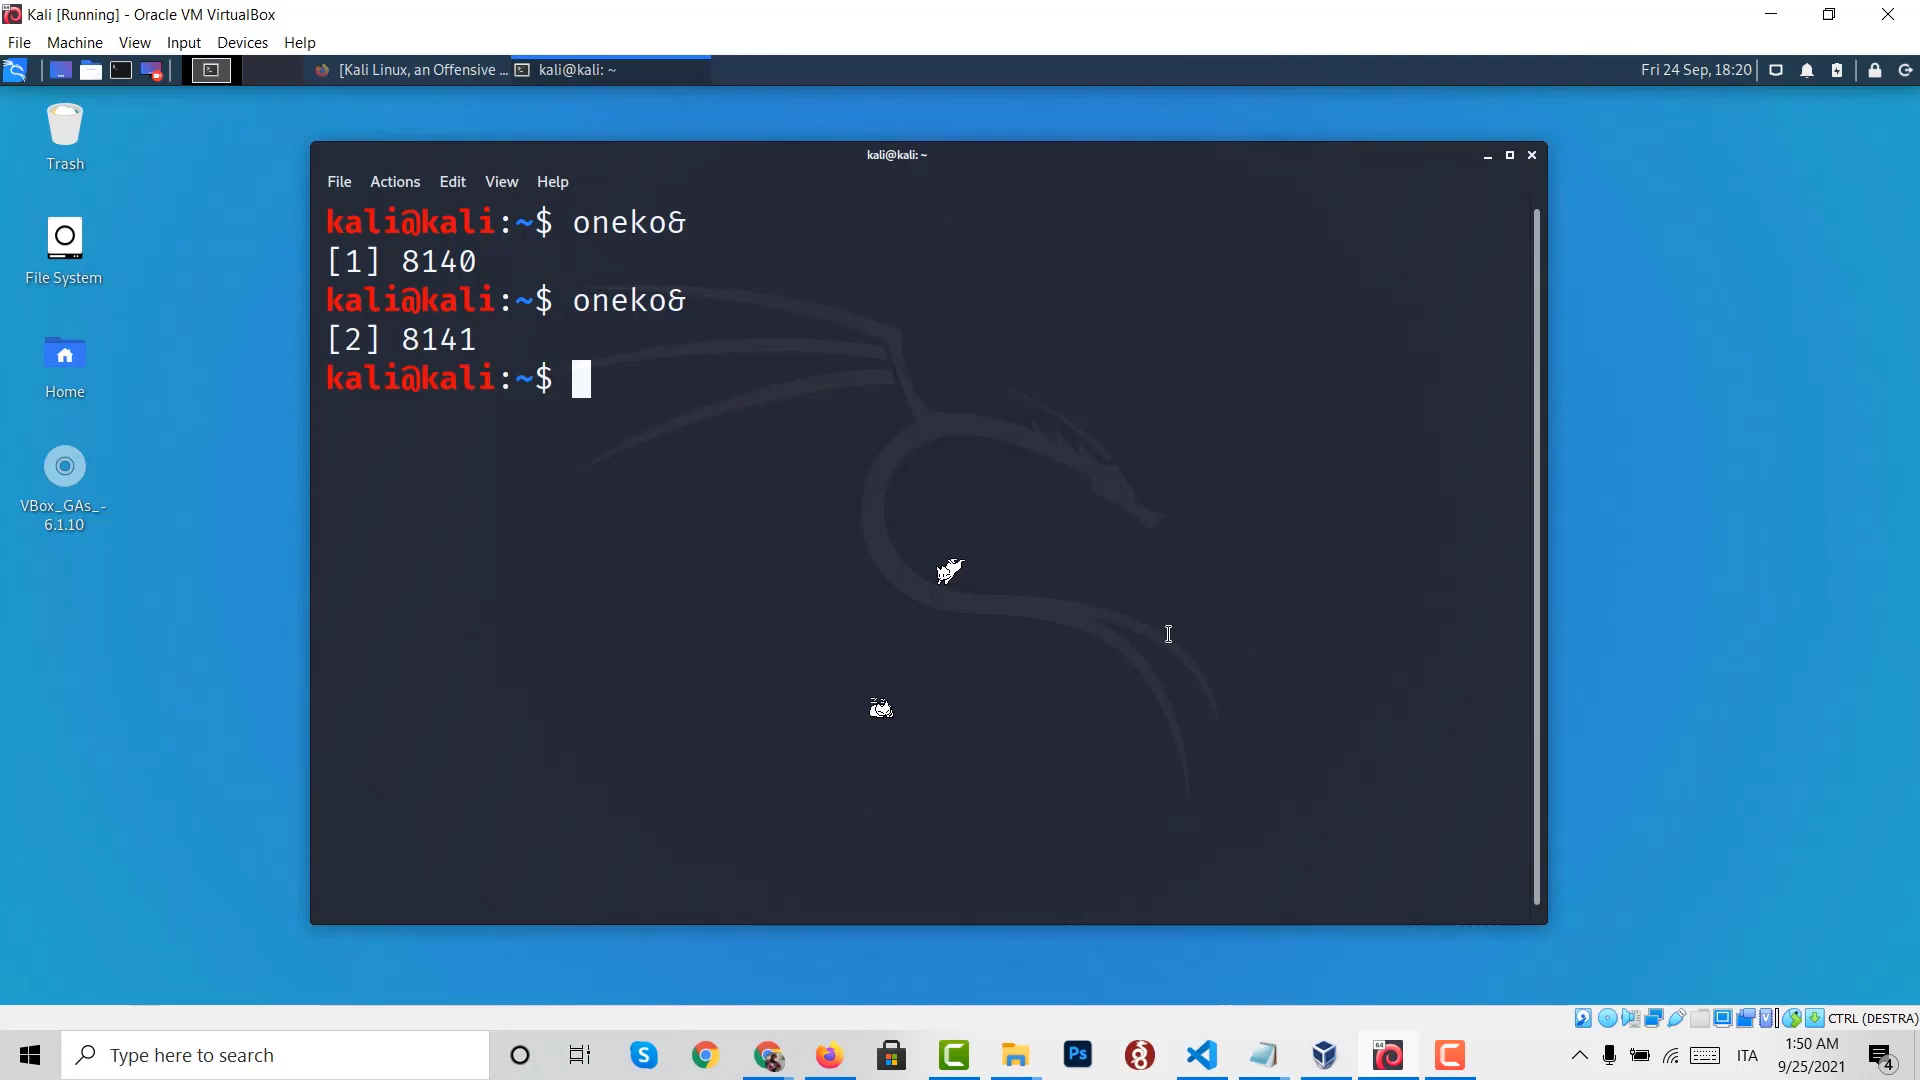 Kali [Running] - Oracle VM VirtualBox
File Machine View Input Devices Help
[Kali Linux, an Offensive ...
kali@kali: ~
Fri 24 Sep, 18:20
Trash
File System
Home
VBox_GAs_-
6.1.10
kali@kali: ~
File Actions Edit View Help
kali@kali:~$ oneko&
[1] 8140
kali@kali:~$ oneko&
[2] 8141
kali@kali:~$
CTRL (DESTRA)
Type here to search
Ps
64
ITA
1:50 AM
9/25/2021
4